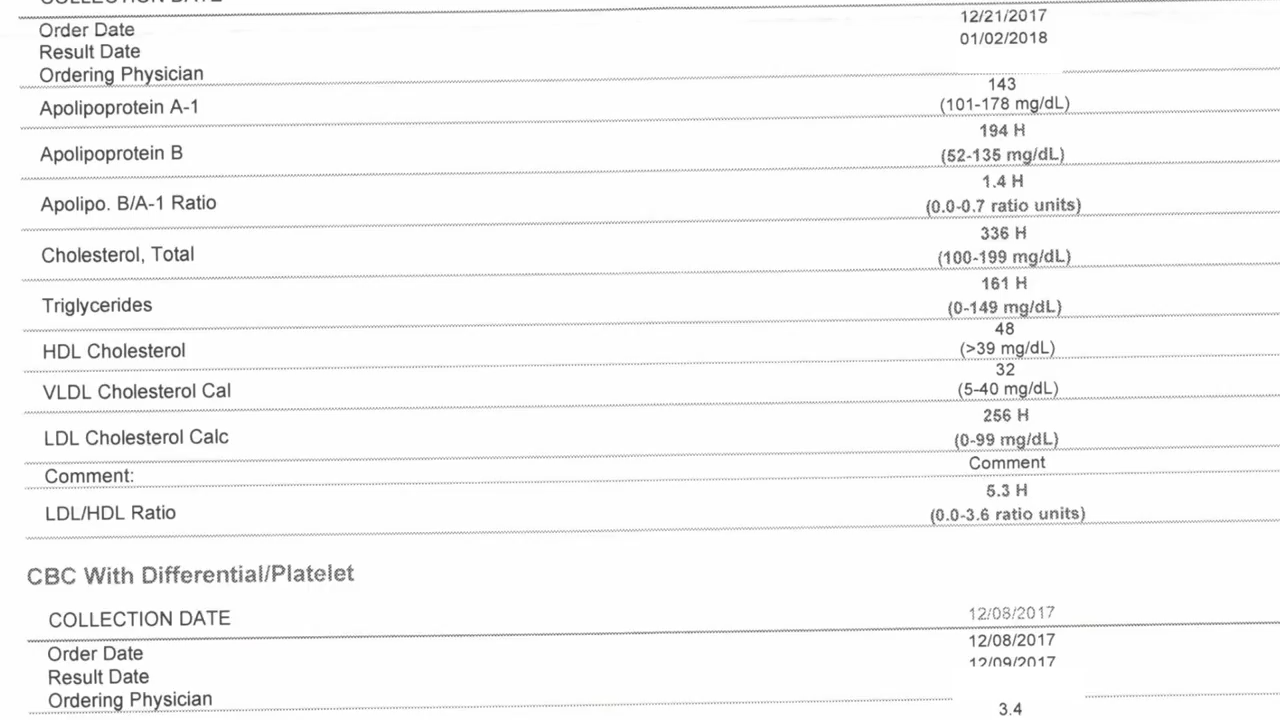 COLLECTION DATE
Order Date 12/21/2017
Result Date 01/02/2018
Ordering Physician
Apolipoprotein A-1 143
(101-178 mg/dL)
Apolipoprotein B 194 H
(52-135 mg/dL)
Apolipo. B/A-1 Ratio 1.4 H
(0.0-0.7 ratio units)
Cholesterol, Total 336 H
(100-199 mg/dL)
Triglycerides 161 H
(0-149 mg/dL)
HDL Cholesterol 48
(>39 mg/dL)
VLDL Cholesterol Cal 32
(5-40 mg/dL)
LDL Cholesterol Calc 256 H
(0-99 mg/dL)
Comment: Comment
LDL/HDL Ratio 5.3 H
(0.0-3.6 ratio units)
CBC With Differential/Platelet
COLLECTION DATE 12/08/2017
Order Date 12/08/2017
Result Date 12/09/2017
Ordering Physician
3.4